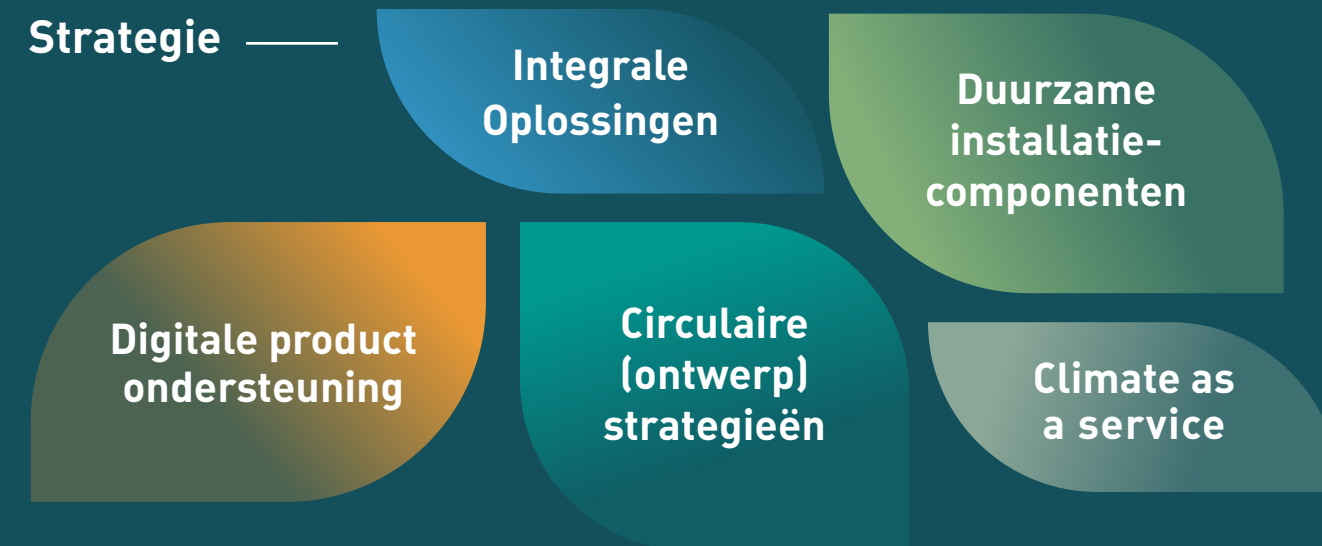 Strategie
Integrale
Oplossingen
Duurzame
installatie-
componenten
Digitale product
ondersteuning
Circulaire
(ontwerp)
strategieën
Climate as
a service